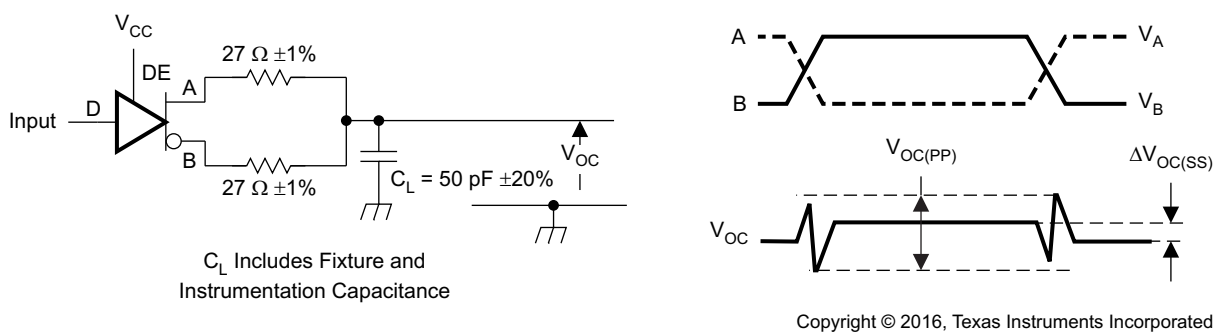 V_CC
27 Ω ±1%
DE
A
D
Input
B
27 Ω ±1%
C_L = 50 pF ±20%
V_OC
C_L Includes Fixture and
Instrumentation Capacitance
A
V_A
B
V_B
V_OC(PP)
ΔV_OC(SS)
V_OC
Copyright © 2016, Texas Instruments Incorporated